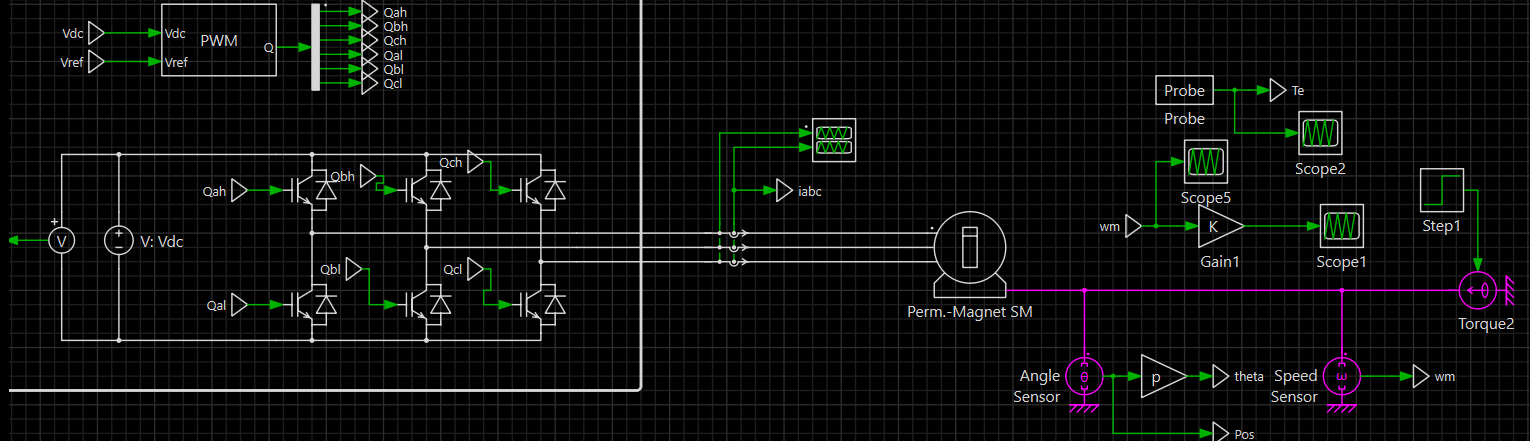 Vdc
Vref
Vdc
Vref
PWM
Q
Qah
Qbh
Qch
Qal
Qbl
Qcl
Probe
Probe
Te
Scope2
Scope5
Step1
Qah
Qbh
Qch
iabc
wm
K
Gain1
Scope1
V
V: Vdc
Qbl
Qcl
Qal
Perm.-Magnet SM
Torque2
Angle
Sensor
θ
p
theta
Speed
Sensor
ω
wm
Pos